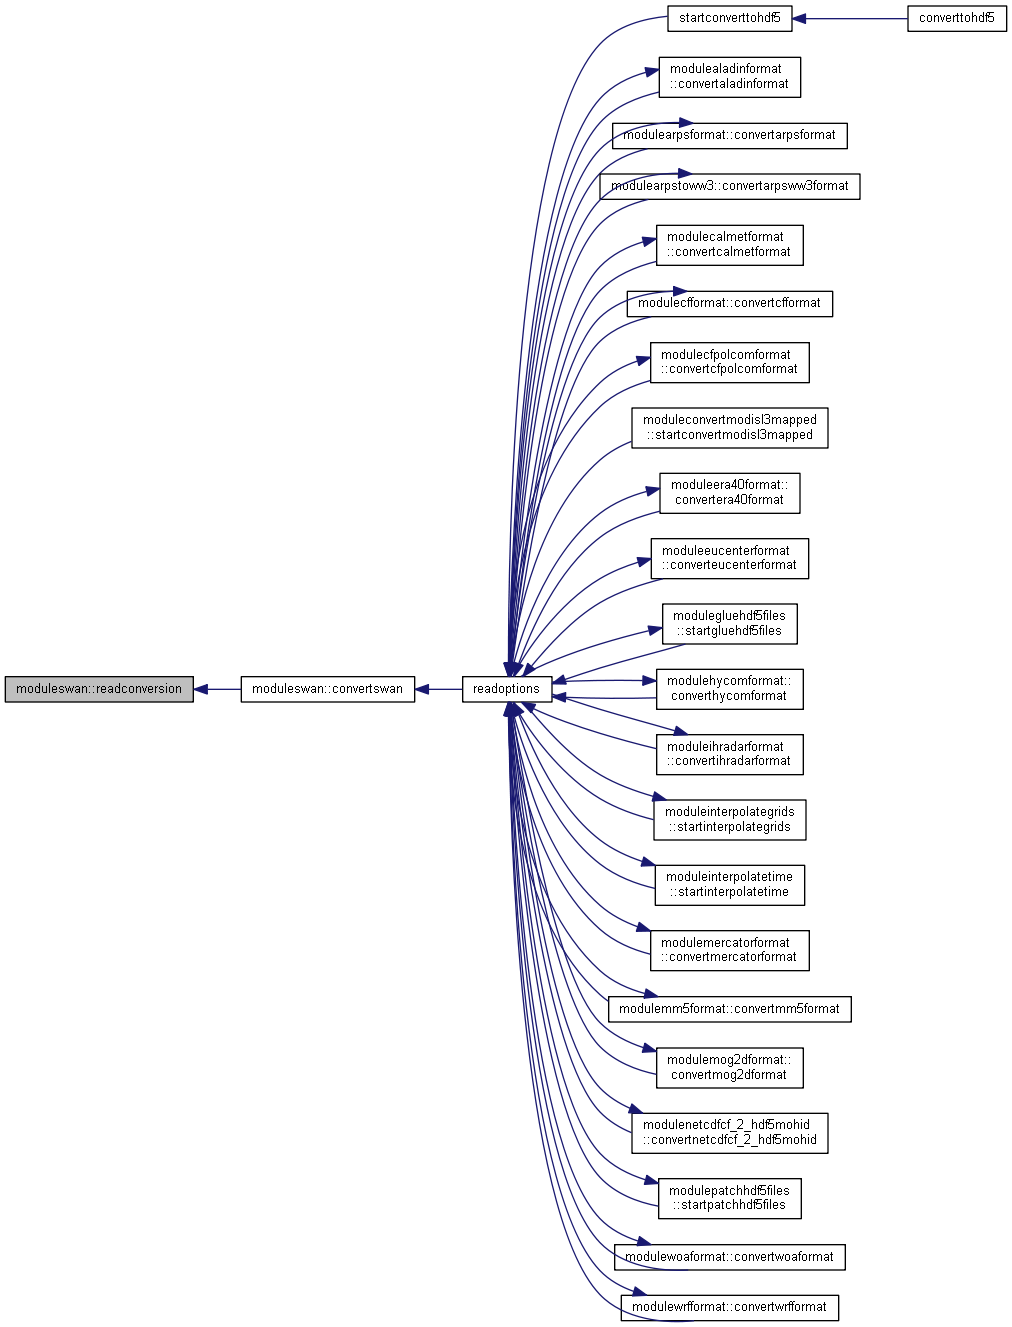 startconverttohdf5
converttohdf5
modulealadinformat
::convertaladinformat
modulearpsformat::convertarpsformat
modulearpstoww3::convertarpsww3format
modulecalmetformat
::convertcalmetformat
modulecfformat::convertcfformat
modulecfpolcomformat
::convertcfpolcomformat
moduleconvertmodisl3mapped
::startconvertmodisl3mapped
moduleera40format::
convertera40format
moduleeucenterformat
::converteucenterformat
modulegluehdf5files
::startgluehdf5files
moduleswan::readconversion
moduleswan::convertswan
readoptions
modulehycomformat::
converthycomformat
moduleihradarformat
::convertihradarformat
moduleinterpolategrids
::startinterpolategrids
moduleinterpolatetime
::startinterpolatetime
modulemercatorformat
::convertmercatorformat
modulemm5format::convertmm5format
modulemog2dformat::
convertmog2dformat
modulenetcdfcf_2_hdf5mohid
::convertnetcdfcf_2_hdf5mohid
modulepatchhdf5files
::startpatchhdf5files
modulewoaformat::convertwoaformat
modulewrfformat::convertwrfformat